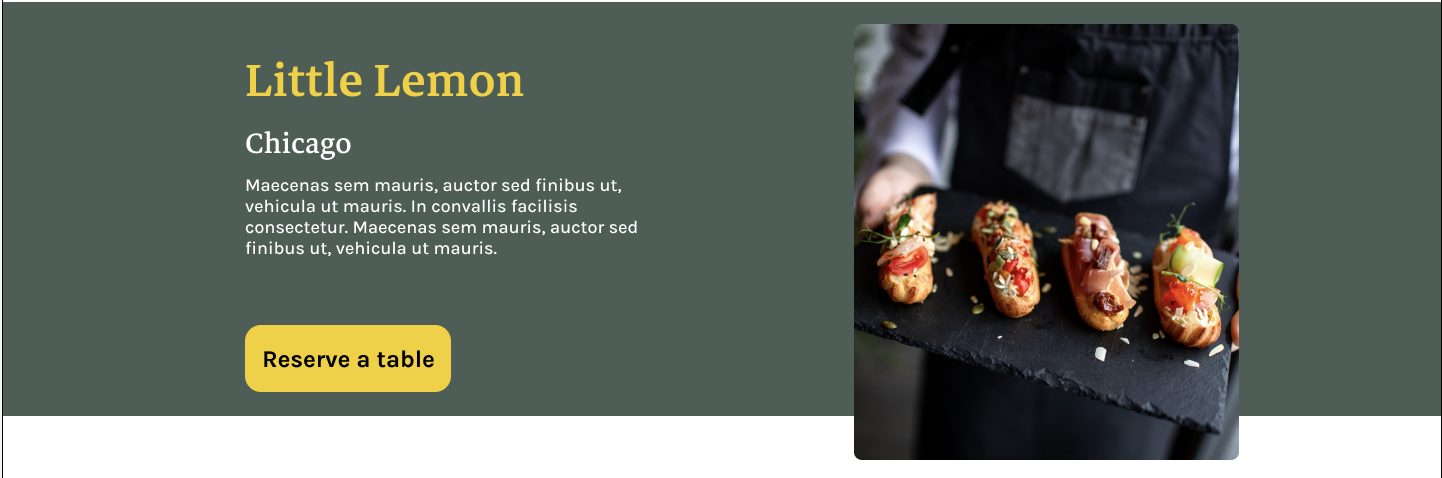 Little Lemon
Chicago
Maecenas sem mauris, auctor sed finibus ut,
vehicula ut mauris. In convallis facilisis
consectetur. Maecenas sem mauris, auctor sed
finibus ut, vehicula ut mauris.
Reserve a table